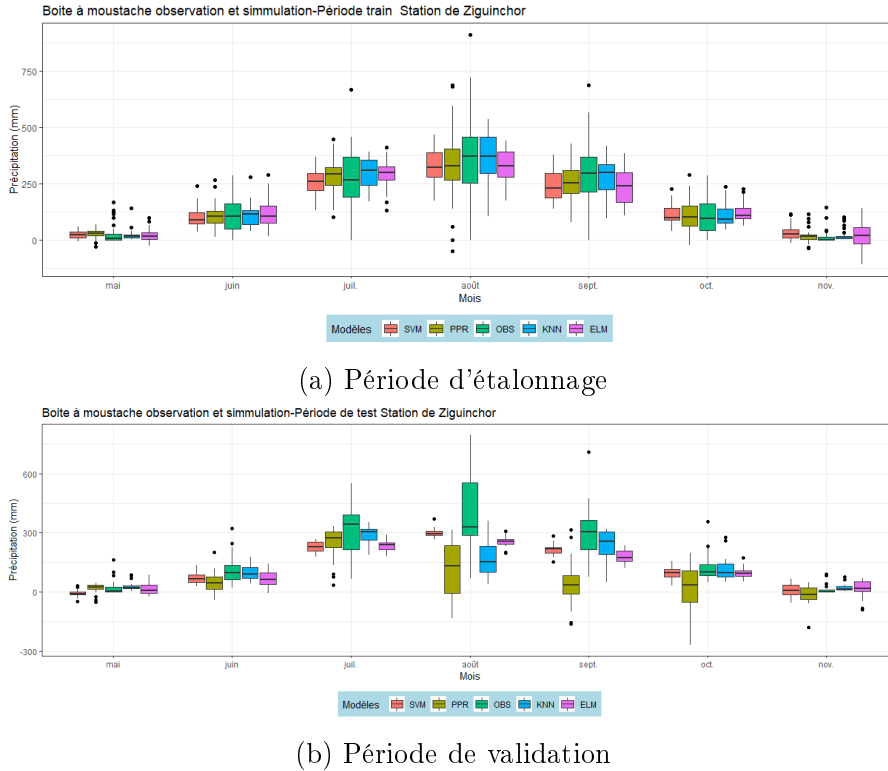 Boite à moustache observation et simmulation-Période train  Station de Ziguinchor
Précipitation (mm)
750
500
250
0
mai juin juil. août sept. oct. nov.
Mois
Modèles SVM PPR OBS KNN ELM
(a) Période d'étalonnage
Boite à moustache observation et simmulation-Période de test Station de Ziguinchor
Précipitation (mm)
600
300
0
-300
mai juin juil. août sept. oct. nov.
Mois
Modèles SVM PPR OBS KNN ELM
(b) Période de validation